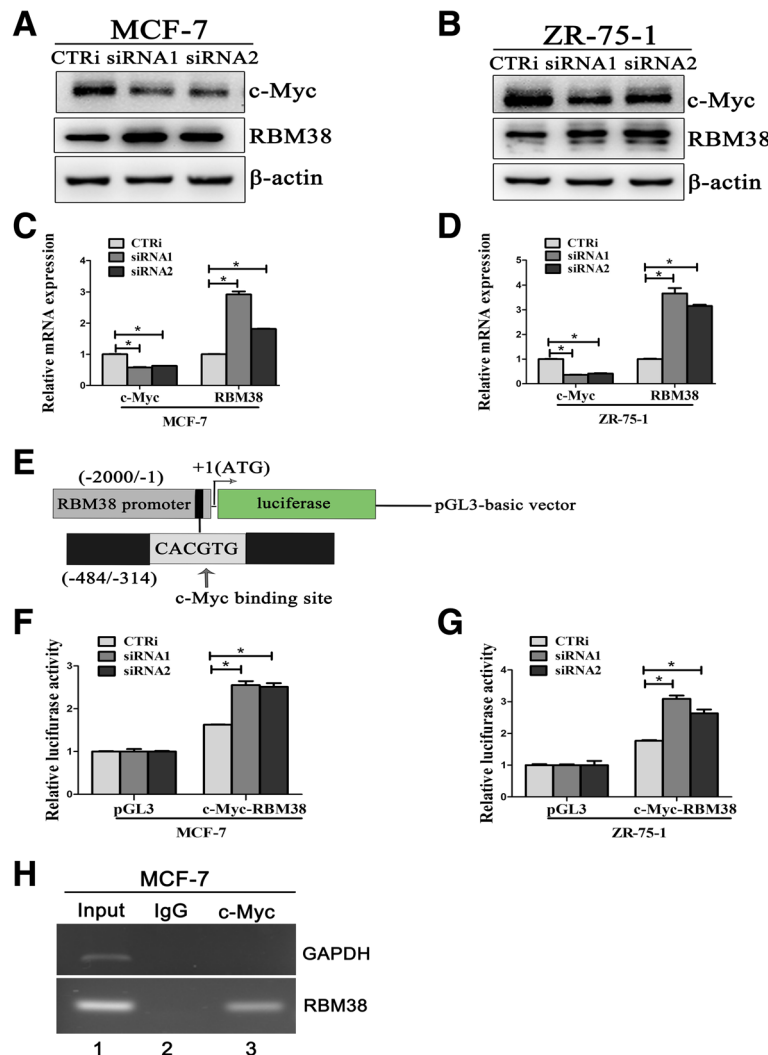 A
MCF-7
CTRi siRNA1 siRNA2
c-Myc
RBM38
β-actin
B
ZR-75-1
CTRi siRNA1 siRNA2
c-Myc
RBM38
β-actin
C
CTRi
siRNA1
siRNA2
Relative mRNA expression
4
3
2
1
0
*
*
*
*
c-Myc
RBM38
MCF-7
D
CTRi
siRNA1
siRNA2
Relative mRNA expression
5
4
3
2
1
0
*
*
*
*
c-Myc
RBM38
ZR-75-1
E
(-2000/-1)
+1(ATG)
RBM38 promoter
luciferase
pGL3-basic vector
CACGTG
(-484/-314)
c-Myc binding site
F
CTRi
siRNA1
siRNA2
Relative lucifurase activity
3
2
1
0
*
*
pGL3
c-Myc-RBM38
MCF-7
G
CTRi
siRNA1
siRNA2
Relative lucifurase activity
4
3
2
1
0
*
*
pGL3
c-Myc-RBM38
ZR-75-1
H
MCF-7
Input IgG c-Myc
GAPDH
RBM38
1 2 3